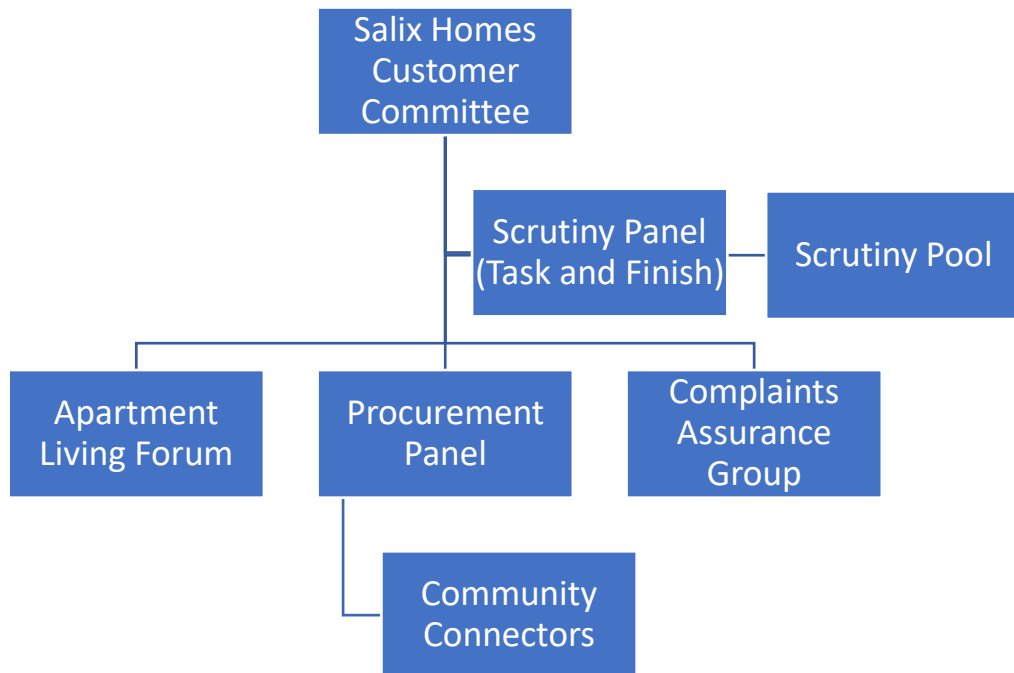 Salix Homes
Customer
Committee
Scrutiny Panel
(Task and Finish)
Scrutiny Pool
Apartment
Living Forum
Procurement
Panel
Complaints
Assurance
Group
Community
Connectors